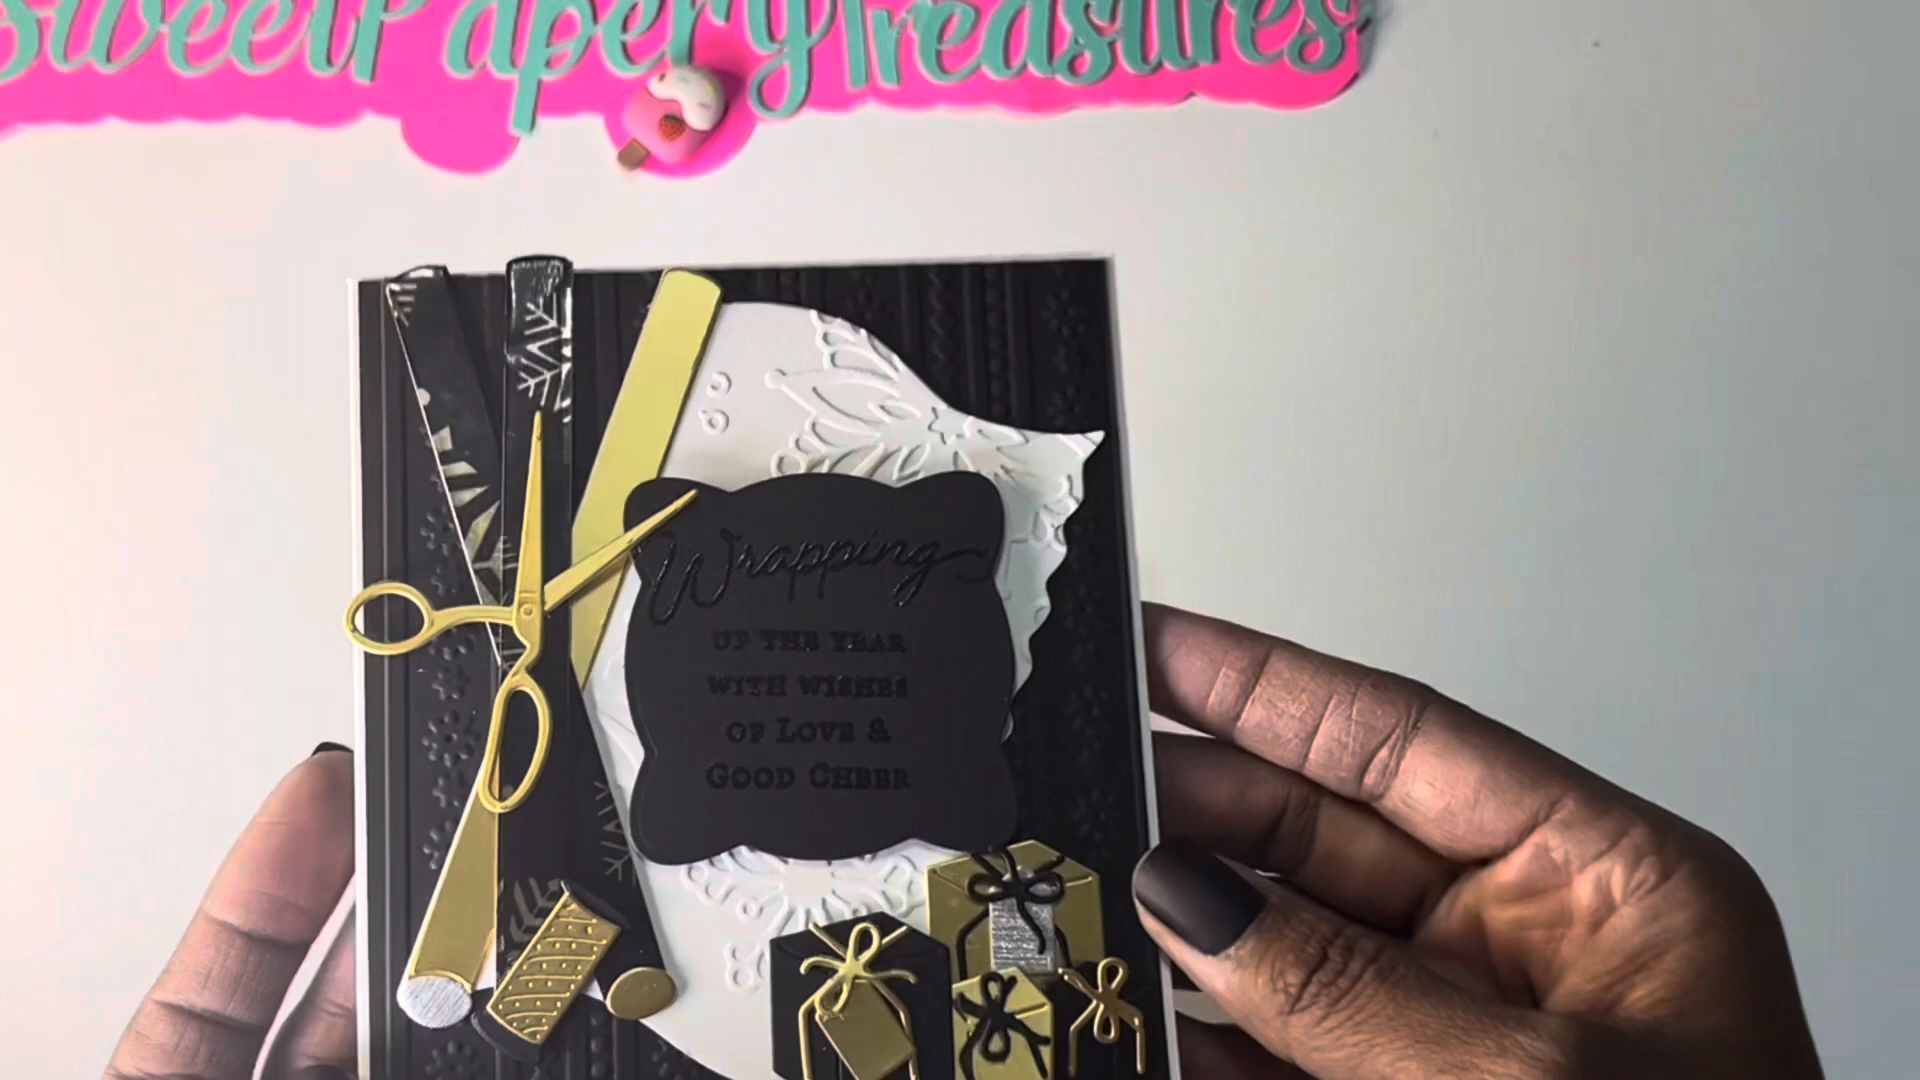 SweetPaperyTreasures
Wrapping
UP THE YEAR
WITH WISHES
OF LOVE &
GOOD CHEER